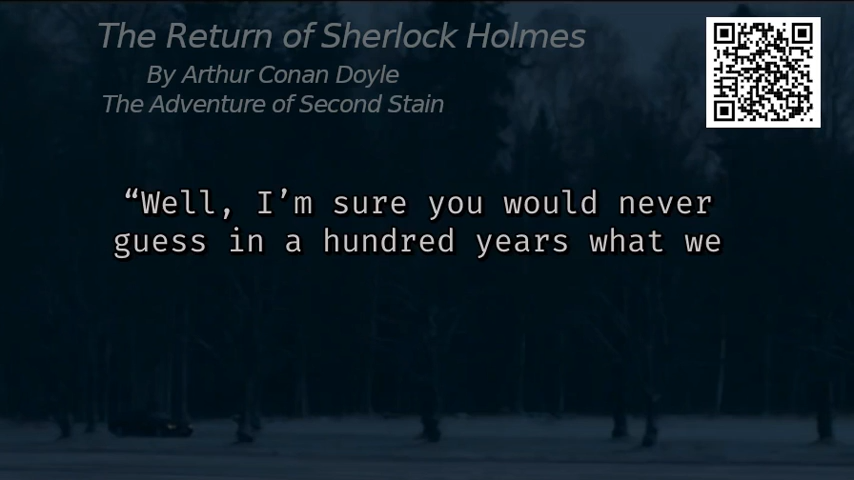 The Return of Sherlock Holmes
By Arthur Conan Doyle
The Adventure of Second Stain
“Well, I’m sure you would never
guess in a hundred years what we